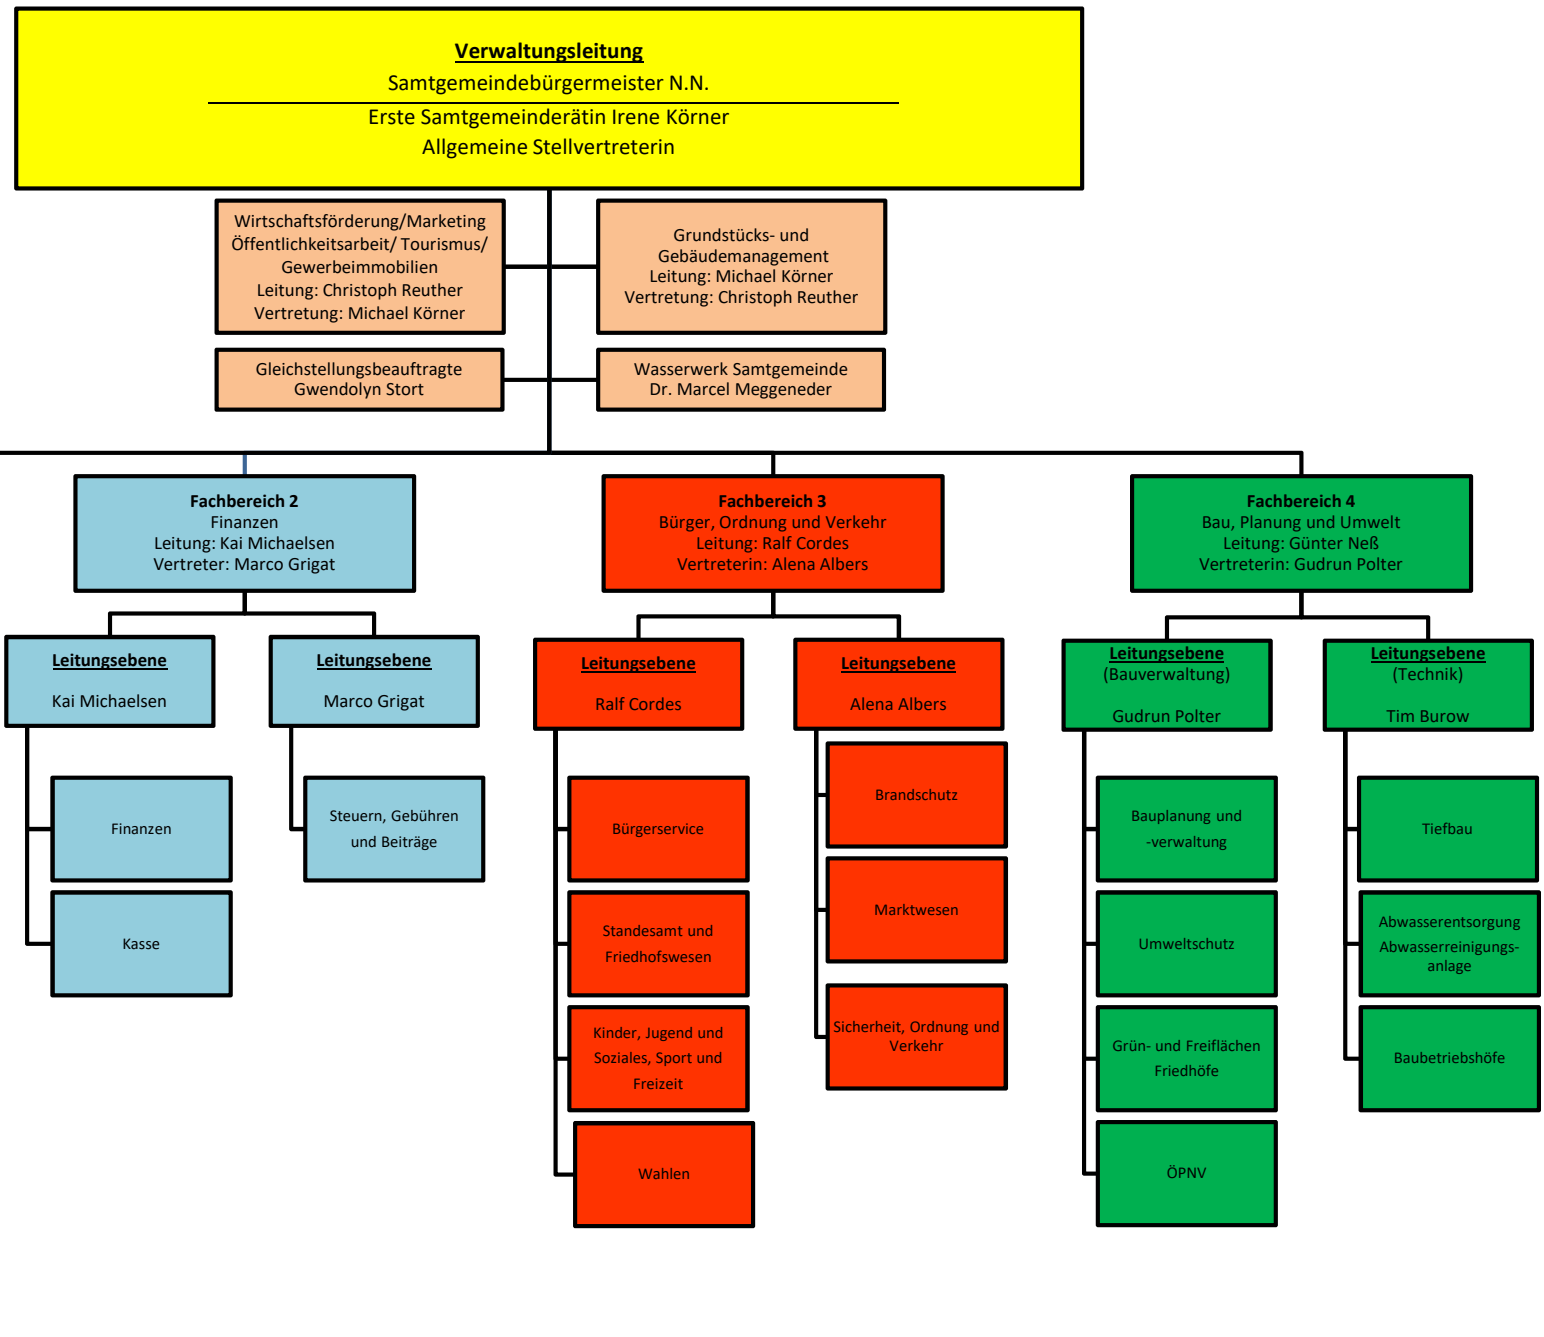 Verwaltungsleitung
Samtgemeindebürgermeister N.N.
Erste Samtgemeinderätin Irene Körner
Allgemeine Stellvertreterin
Wirtschaftsförderung/Marketing
Öffentlichkeitsarbeit/ Tourismus/
Gewerbeimmobilien
Leitung: Christoph Reuther
Vertretung: Michael Körner
Grundstücks- und
Gebäudemanagement
Leitung: Michael Körner
Vertretung: Christoph Reuther
Gleichstellungsbeauftragte
Gwendolyn Stort
Wasserwerk Samtgemeinde
Dr. Marcel Meggeneder
Fachbereich 2
Finanzen
Leitung: Kai Michaelsen
Vertreter: Marco Grigat
Leitungsebene
Kai Michaelsen
Finanzen
Kasse
Leitungsebene
Marco Grigat
Steuern, Gebühren
und Beiträge
Fachbereich 3
Bürger, Ordnung und Verkehr
Leitung: Ralf Cordes
Vertreterin: Alena Albers
Leitungsebene
Ralf Cordes
Bürgerservice
Standesamt und
Friedhofswesen
Kinder, Jugend und
Soziales, Sport und
Freizeit
Wahlen
Leitungsebene
Alena Albers
Brandschutz
Marktwesen
Sicherheit, Ordnung und
Verkehr
Fachbereich 4
Bau, Planung und Umwelt
Leitung: Günter Neß
Vertreterin: Gudrun Polter
Leitungsebene
(Bauverwaltung)
Gudrun Polter
Bauplanung und
-verwaltung
Umweltschutz
Grün- und Freiflächen
Friedhöfe
ÖPNV
Leitungsebene
(Technik)
Tim Burow
Tiefbau
Abwasserentsorgung
Abwasserreinigungs-
anlage
Baubetriebshöfe